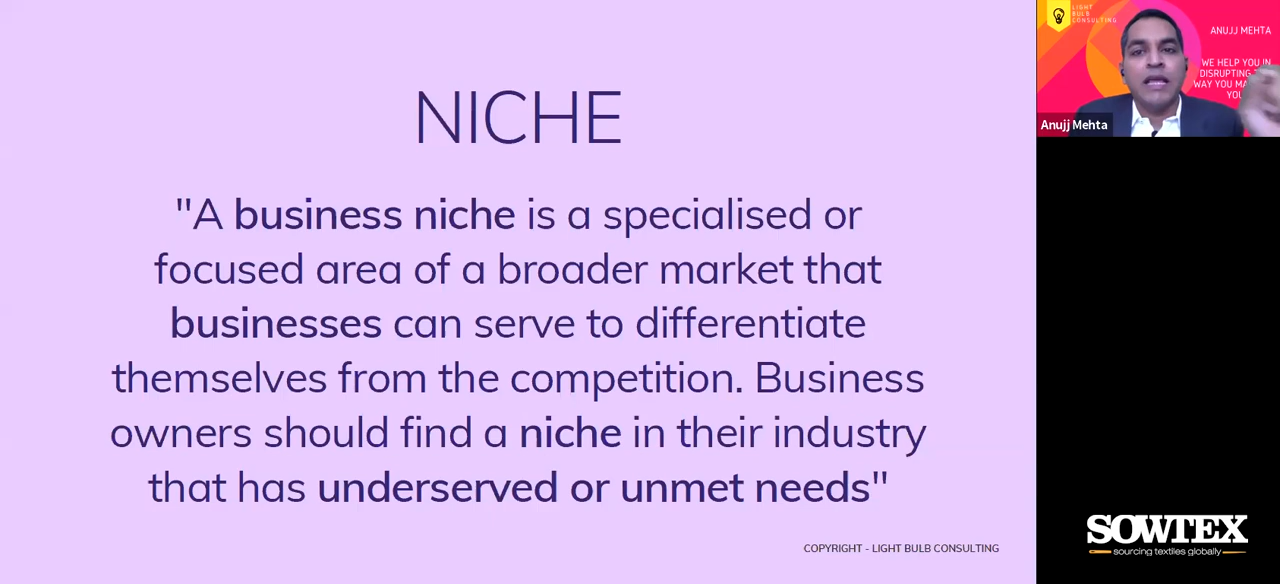 NICHE
"A business niche is a specialised or
focused area of a broader market that
businesses can serve to differentiate
themselves from the competition. Business
owners should find a niche in their industry
that has underserved or unmet needs"
COPYRIGHT - LIGHT BULB CONSULTING
LIGHT
BULB
CONSULTING
ANUJJ MEHTA
WE HELP YOU IN
DISRUPTING
WAY YOU
Anujj Mehta
SOWTEX
sourcing textiles globally